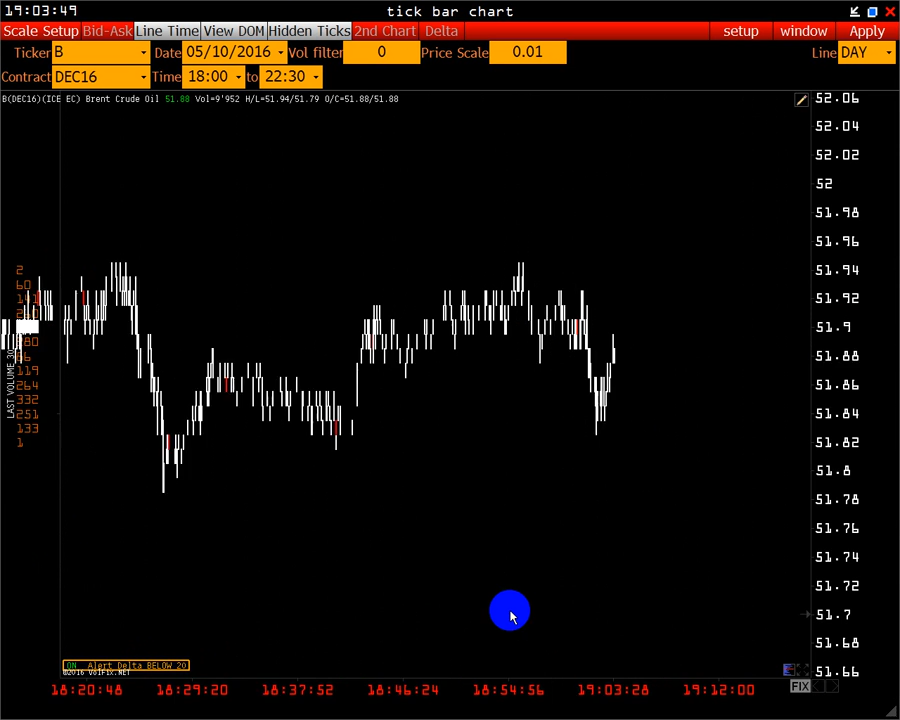 19:03:49 tick bar chart
Scale Setup Bid-Ask Line Time View DOM Hidden Ticks 2nd Chart Delta setup window Apply
Ticker B Date 05/10/2016 Vol filter 0 Price Scale 0.01 Line DAY
Contract DEC16 Time 18:00 to 22:30
B(DEC16)(ICE EC) Brent Crude Oil 51.88 Vol=9'952 H/L=51.94/51.79 O/C=51.88/51.88
52.06
52.04
52.02
52
51.98
51.96
51.94
51.92
51.9
51.88
51.86
51.84
51.82
51.8
51.78
51.76
51.74
51.72
51.7
51.68
51.66
2
60
119
264
332
251
133
1
LAST VOLUME 30
ON Alert Delta BELOW 20
©2016 VolFix.NET
FIX
18:20:48 18:29:20 18:37:52 18:46:24 18:54:56 19:03:28 19:12:00